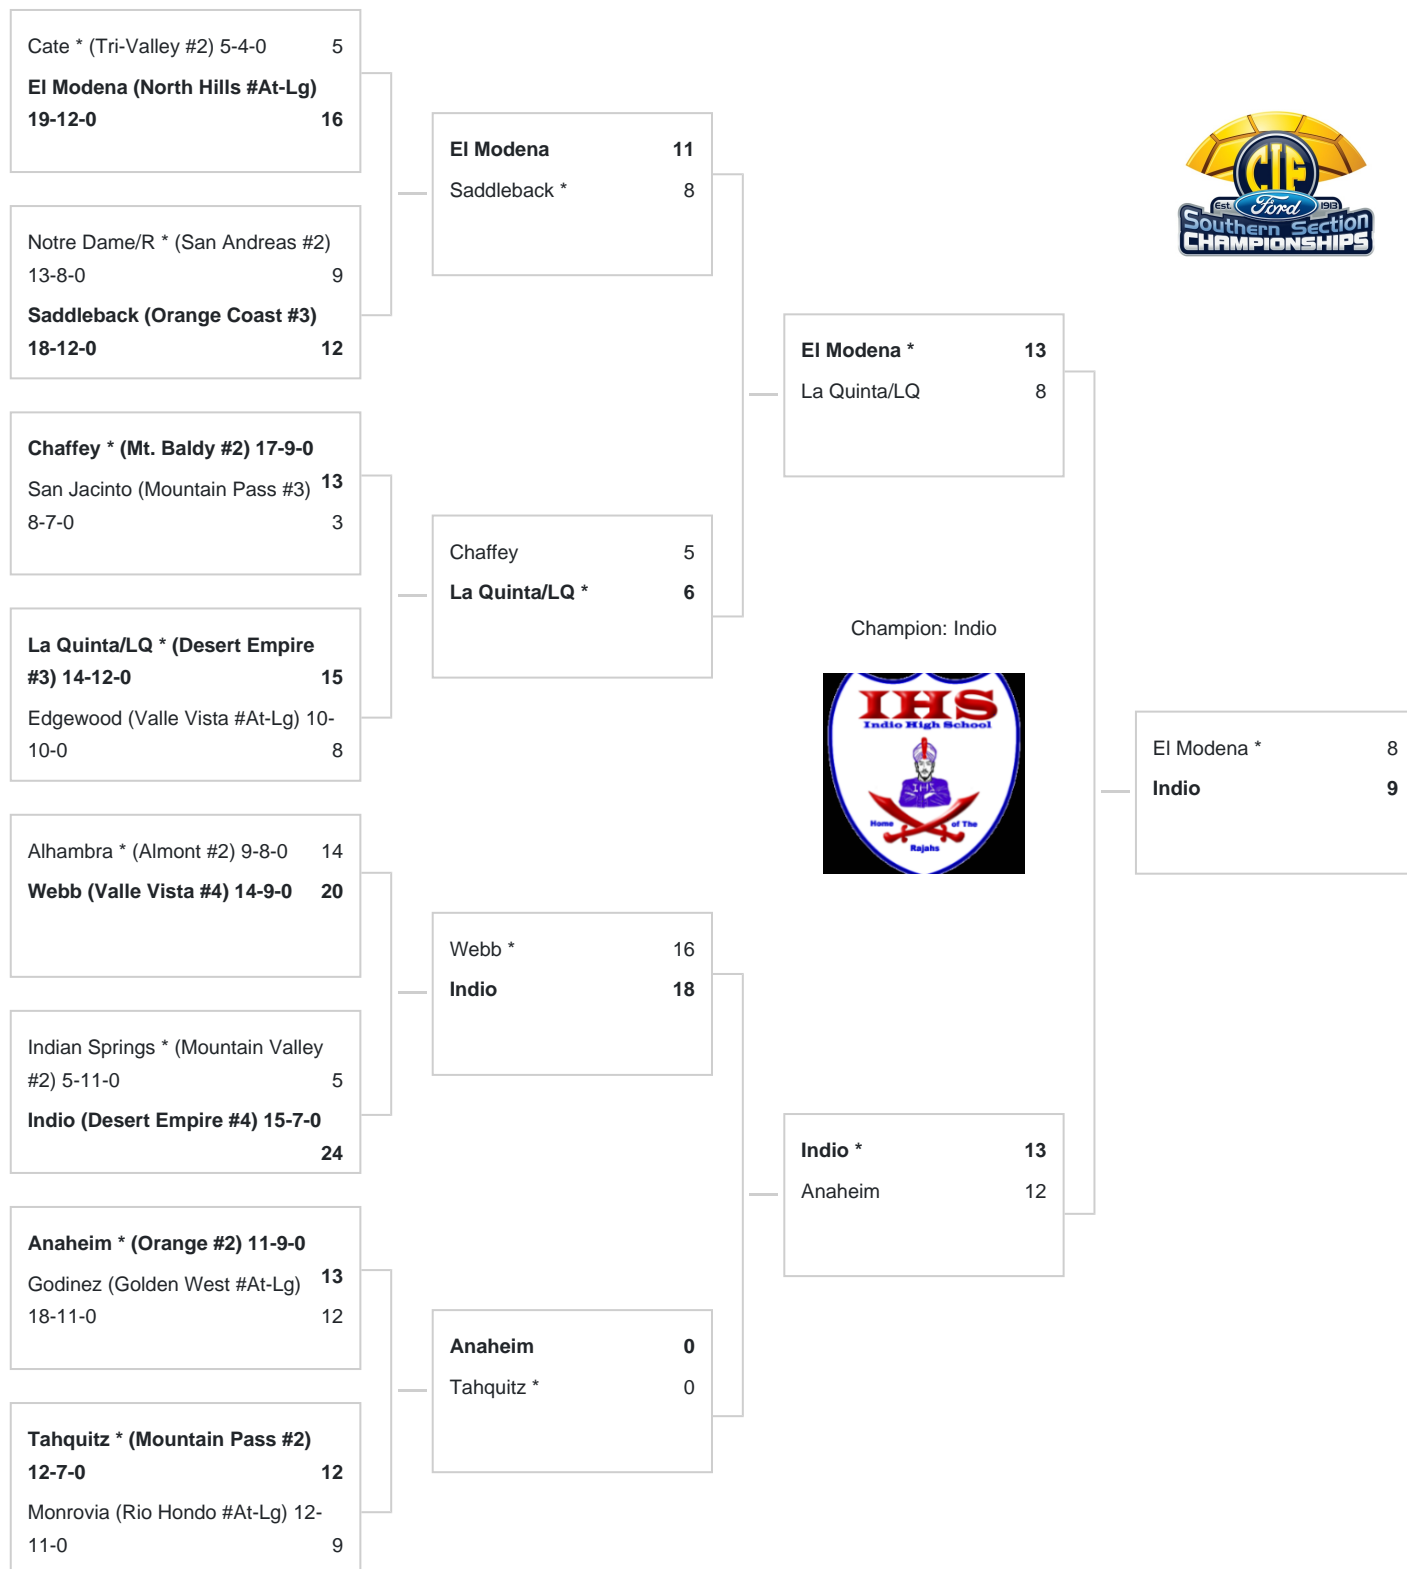 Cate * (Tri-Valley #2) 5-4-0 5
El Modena (North Hills #At-Lg)
19-12-0 16
Notre Dame/R * (San Andreas #2)
13-8-0 9
Saddleback (Orange Coast #3)
18-12-0 12
Chaffey * (Mt. Baldy #2) 17-9-0
13
San Jacinto (Mountain Pass #3)
8-7-0 3
La Quinta/LQ * (Desert Empire
#3) 14-12-0 15
Edgewood (Valle Vista #At-Lg) 10-
10-0 8
Alhambra * (Almont #2) 9-8-0 14
Webb (Valle Vista #4) 14-9-0 20
Indian Springs * (Mountain Valley
#2) 5-11-0 5
Indio (Desert Empire #4) 15-7-0
24
Anaheim * (Orange #2) 11-9-0
13
Godinez (Golden West #At-Lg)
18-11-0 12
Tahquitz * (Mountain Pass #2)
12-7-0 12
Monrovia (Rio Hondo #At-Lg) 12-
11-0 9
El Modena 11
Saddleback * 8
Chaffey 5
La Quinta/LQ * 6
Webb * 16
Indio 18
Anaheim 0
Tahquitz * 0
El Modena * 13
La Quinta/LQ 8
Indio * 13
Anaheim 12
Champion: Indio
IHS
Indio High School
IHS
Home of The
Rajahs
El Modena * 8
Indio 9
CIF
Est. Ford 1913
Southern Section
CHAMPIONSHIPS